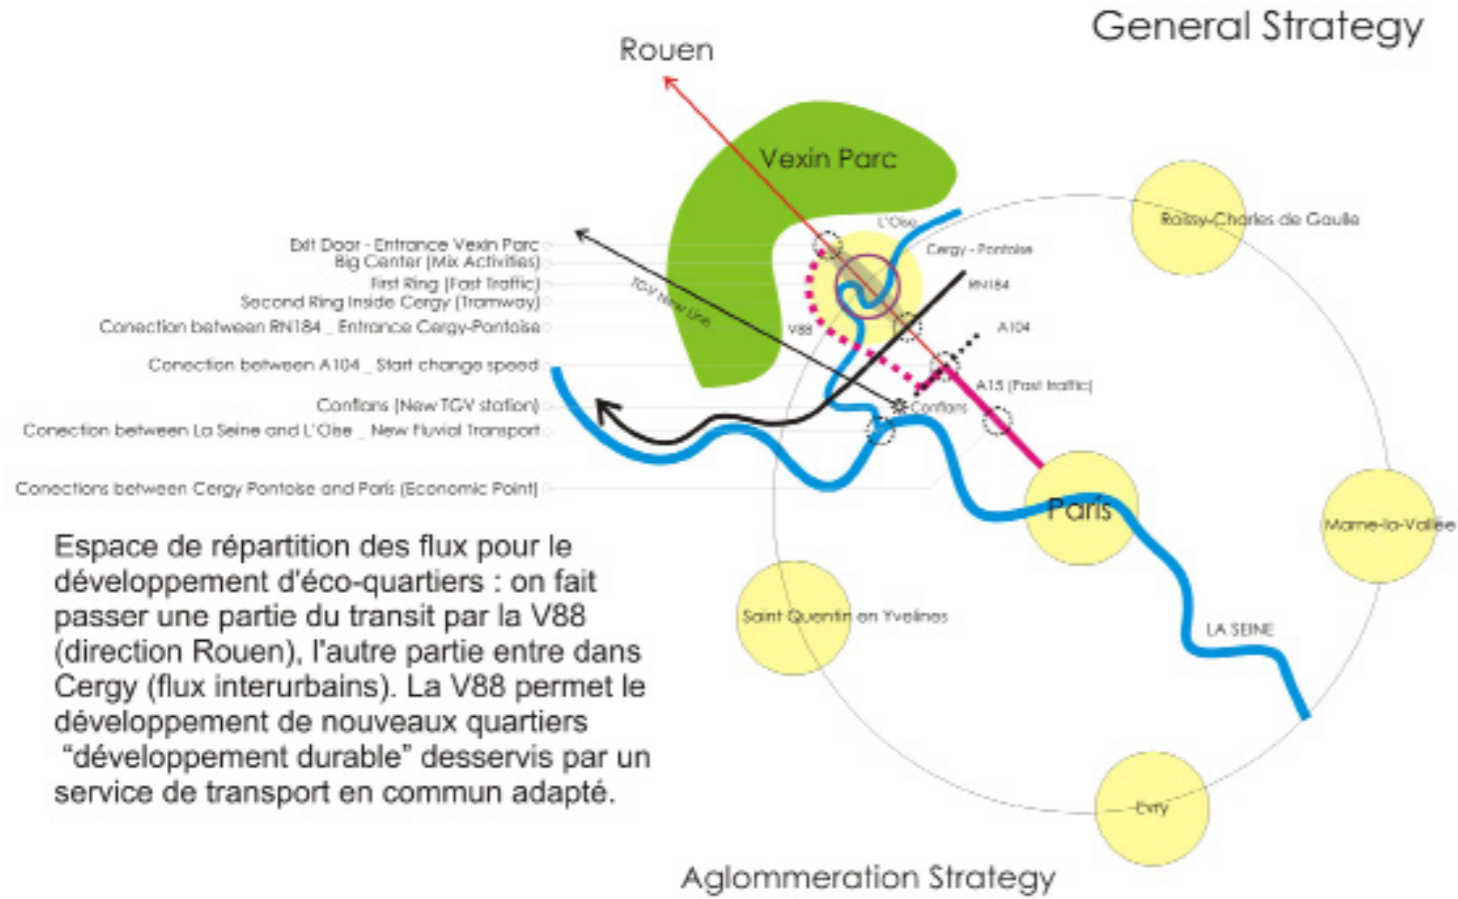 General Strategy
Rouen
Vexin Parc
Roissy-Charles de Gaulle
L'Oise
Cergy - Pontoise
Exit Door - Entrance Vexin Parc
Big Center (Mix Activities)
First Ring (Fast Traffic)
Second Ring Inside Cergy (Tramway)
Conection between RN184 _ Entrance Cergy-Pontoise
Conection between A104 _ Start change speed
Conflans (New TGV station)
Conection between La Seine and L'Oise _ New Fluvial Transport
Conections between Cergy Pontoise and París (Economic Point)
TGV New Line
RN184
V88
A104
A15 (Fast traffic)
Conflans
París
Marne-la-Vallée
Saint Quentin en Yvelines
LA SEINE
Evry
Espace de répartition des flux pour le
développement d'éco-quartiers : on fait
passer une partie du transit par la V88
(direction Rouen), l'autre partie entre dans
Cergy (flux interurbains). La V88 permet le
développement de nouveaux quartiers
“développement durable” desservis par un
service de transport en commun adapté.
Aglommeration Strategy